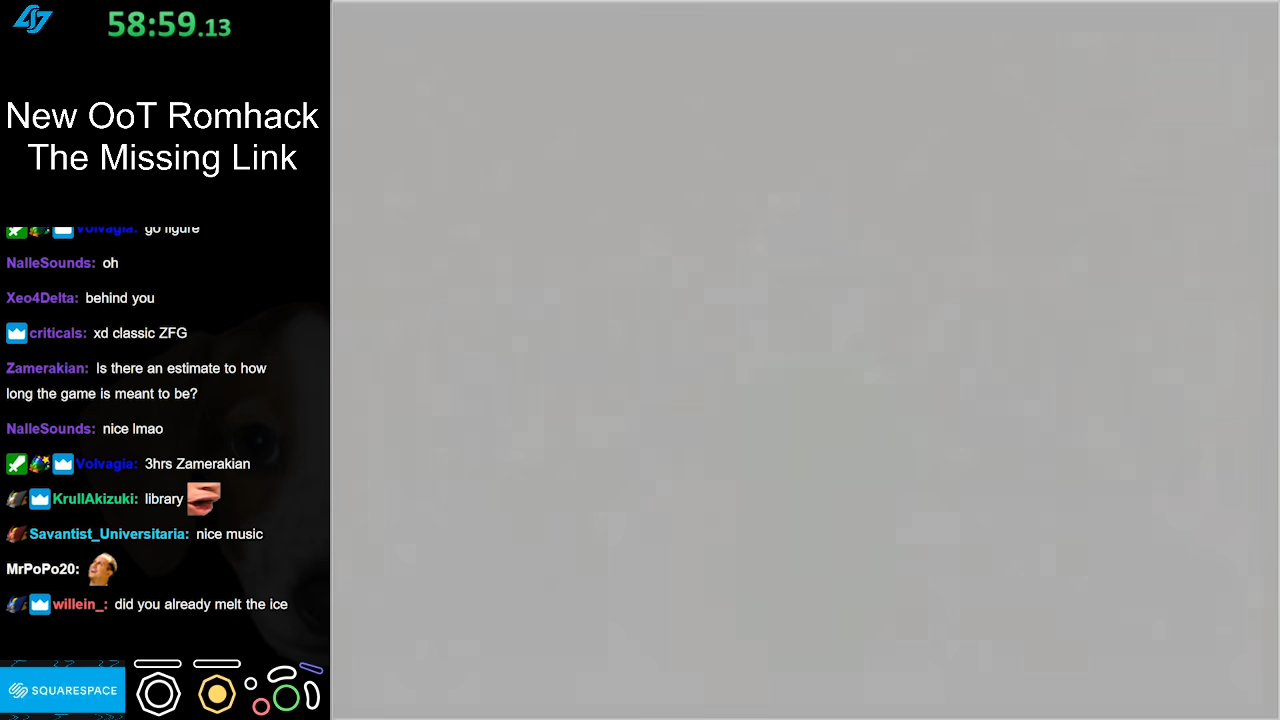 58:59.13
New OoT Romhack
The Missing Link
Volvagia: go figure
NalleSounds: oh
Xeo4Delta: behind you
criticals: xd classic ZFG
Zamerakian: Is there an estimate to how
long the game is meant to be?
NalleSounds: nice lmao
Volvagia: 3hrs Zamerakian
KrullAkizuki: library
Savantist_Universitaria: nice music
MrPoPo20:
willein_: did you already melt the ice
SQUARESPACE